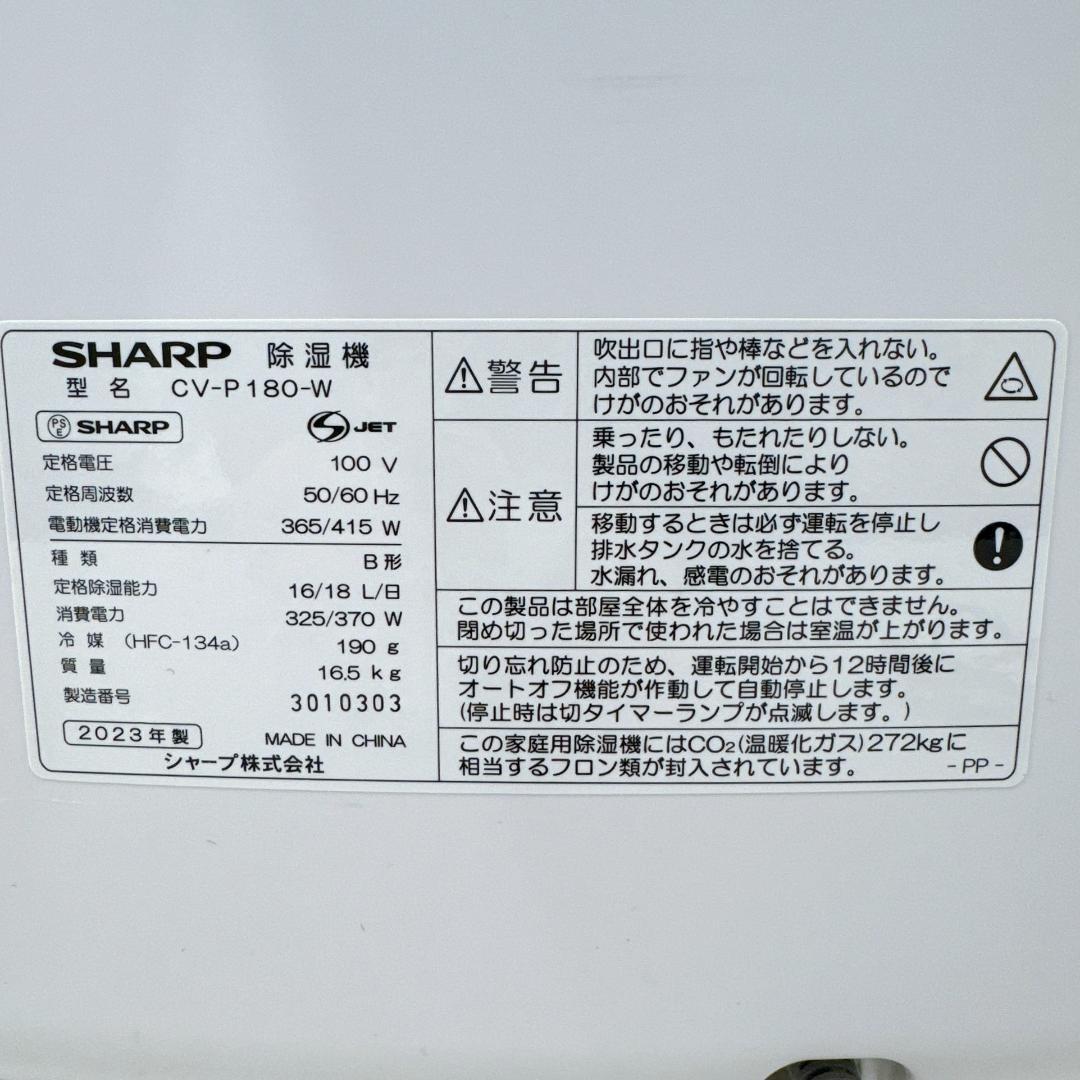 SHARP 除湿機
型名 CV-P180-W
PS E SHARP S JET
定格電圧 100 V
定格周波数 50/60 Hz
電動機定格消費電力 365/415 W
種類 B形
定格除湿能力 16/18 L/日
消費電力 325/370 W
冷媒 (HFC-134a) 190 g
質量 16.5 kg
製造番号 3010303
2023年製 MADE IN CHINA
シャープ株式会社
警告
吹出口に指や棒などを入れない。
内部でファンが回転しているので
けがのおそれがあります。
注意
乗ったり、もたれたりしない。
製品の移動や転倒により
けがのおそれがあります。
移動するときは必ず運転を停止し
排水タンクの水を捨てる。
水漏れ、感電のおそれがあります。
この製品は部屋全体を冷やすことはできません。
閉め切った場所で使われた場合は室温が上がります。
切り忘れ防止のため、運転開始から12時間後に
オートオフ機能が作動して自動停止します。
(停止時は切タイマーランプが点滅します。)
この家庭用除湿機にはCO₂(温暖化ガス)272kgに
相当するフロン類が封入されています。 - PP -